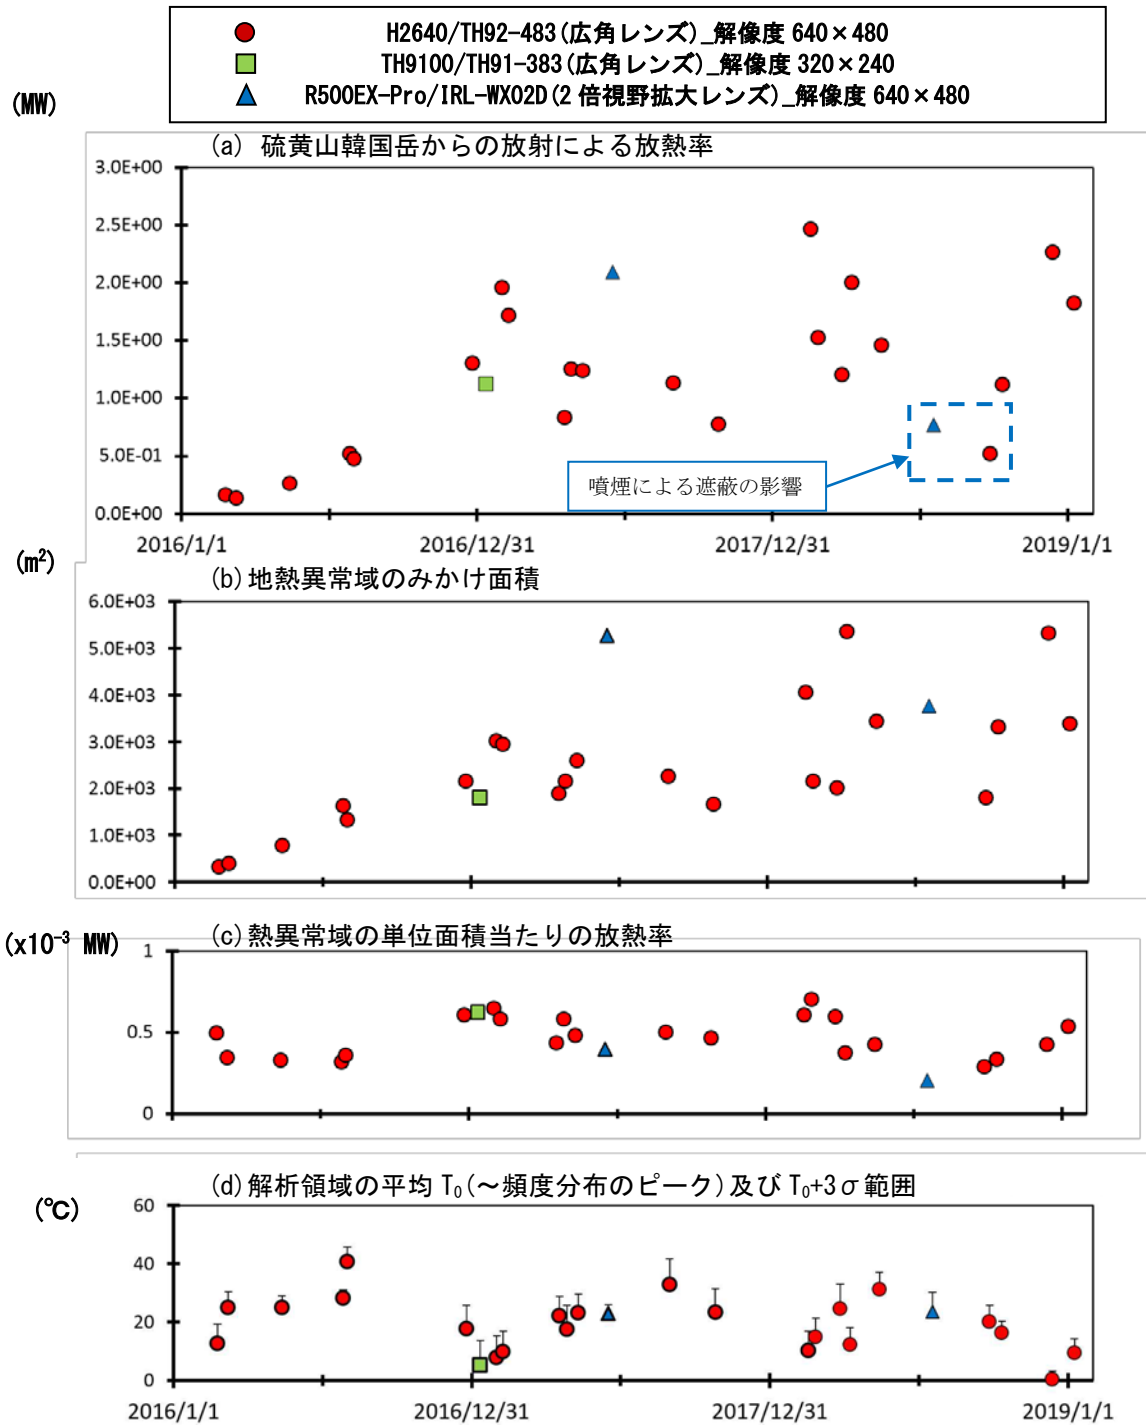 H2640/TH92-483(広角レンズ)_解像度 640×480
TH9100/TH91-383(広角レンズ)_解像度 320×240
R500EX-Pro/IRL-WX02D(2 倍視野拡大レンズ)_解像度 640×480
(MW)
(a) 硫黄山韓国岳からの放射による放熱率
3.0E+00
2.5E+00
2.0E+00
1.5E+00
1.0E+00
5.0E-01
0.0E+00
噴煙による遮蔽の影響
2016/1/1 2016/12/31 2017/12/31 2019/1/1
(m²)
(b)地熱異常域のみかけ面積
6.0E+03
5.0E+03
4.0E+03
3.0E+03
2.0E+03
1.0E+03
0.0E+00
(x10⁻³ MW)
(c)熱異常域の単位面積当たりの放熱率
1
0.5
0
(d)解析領域の平均 T₀(～頻度分布のピーク)及び T₀+3σ範囲
(℃)
60
40
20
0
2016/1/1 2016/12/31 2017/12/31 2019/1/1